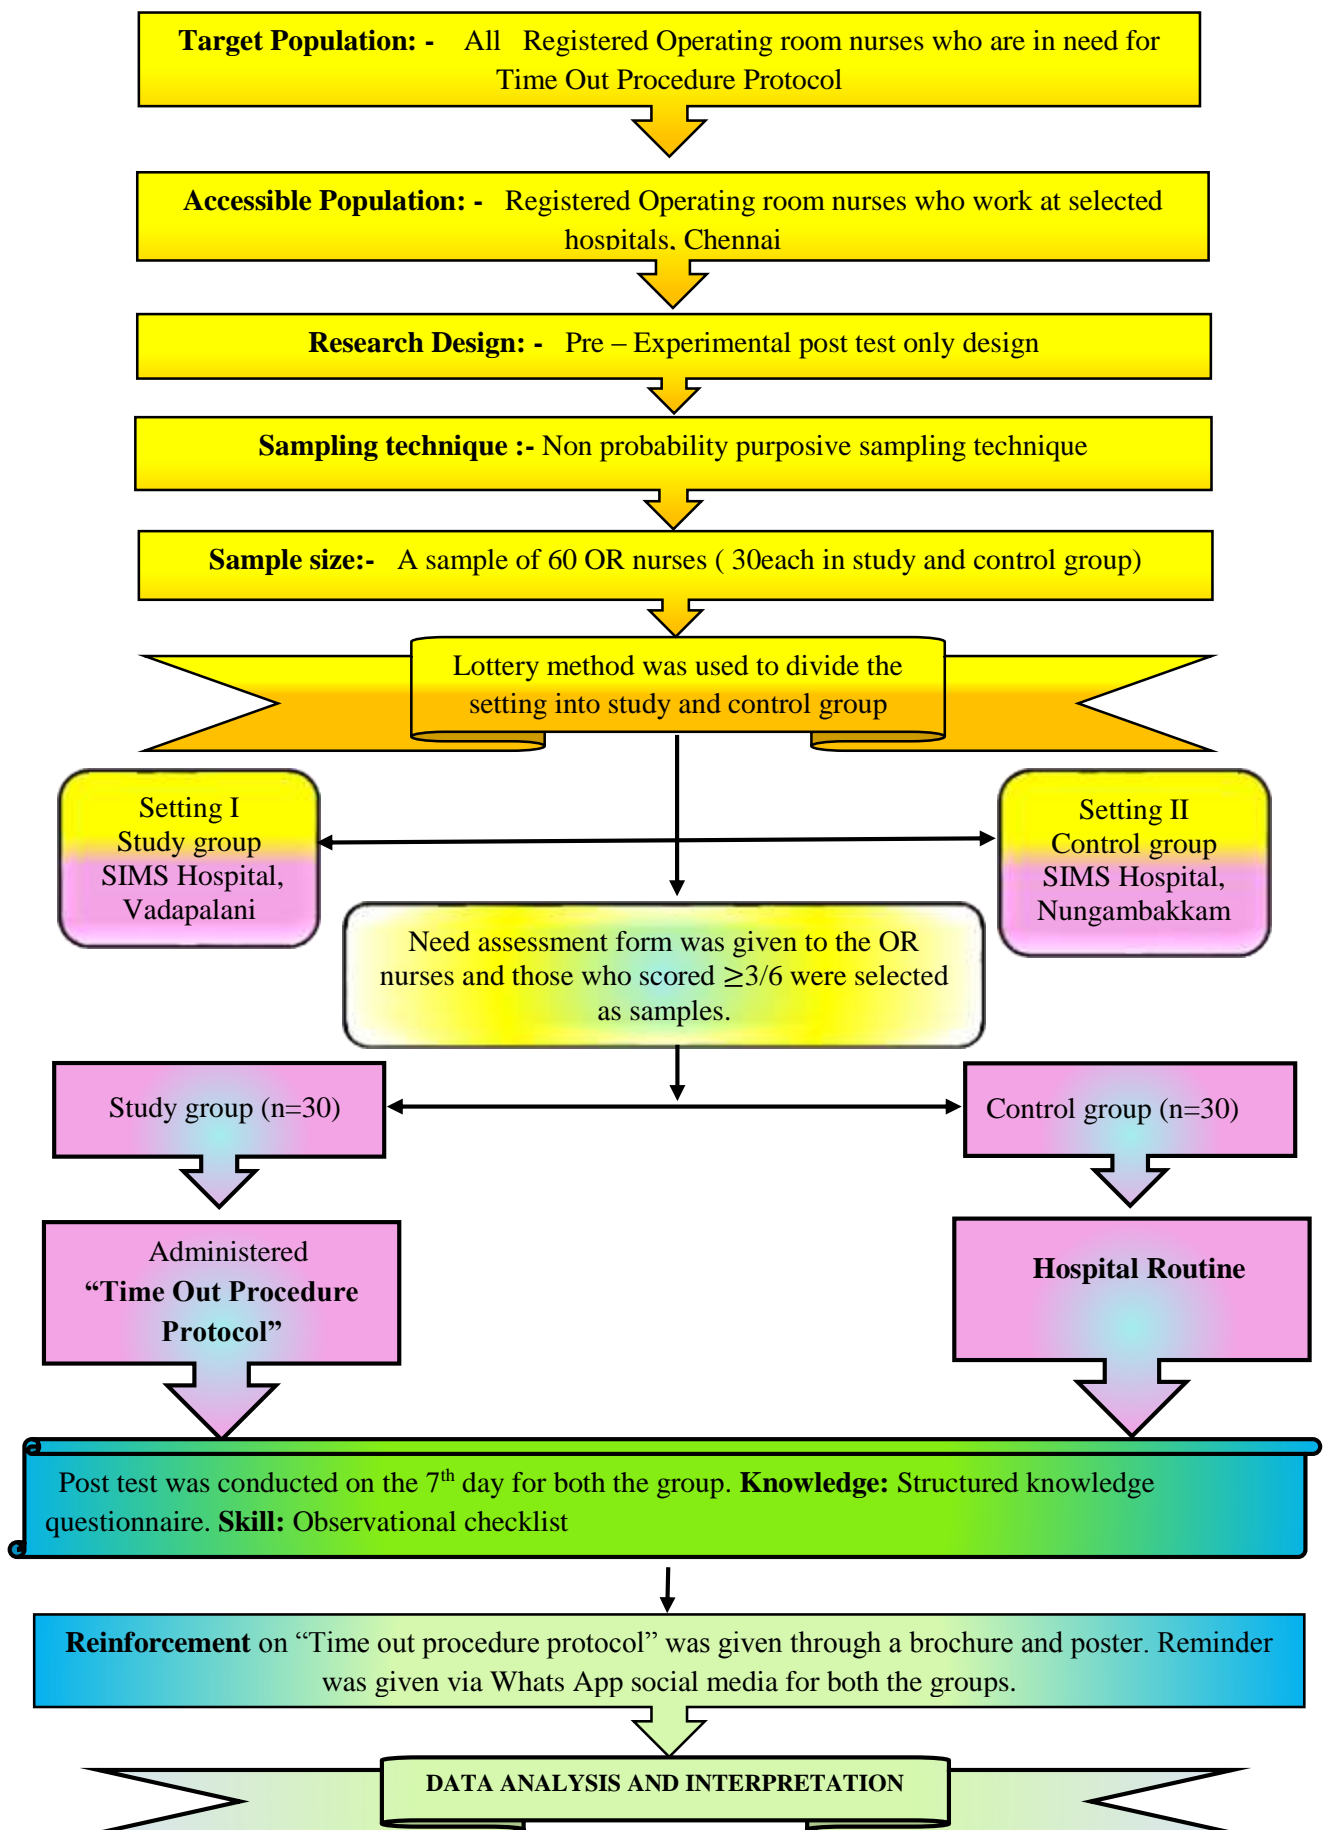 Target Population: - All Registered Operating room nurses who are in need for
Time Out Procedure Protocol
Accessible Population: - Registered Operating room nurses who work at selected
hospitals, Chennai
Research Design: - Pre – Experimental post test only design
Sampling technique :- Non probability purposive sampling technique
Sample size:- A sample of 60 OR nurses ( 30each in study and control group)
Lottery method was used to divide the
setting into study and control group
Setting I
Study group
SIMS Hospital,
Vadapalani
Setting II
Control group
SIMS Hospital,
Nungambakkam
Need assessment form was given to the OR
nurses and those who scored ≥3/6 were selected
as samples.
Study group (n=30)
Control group (n=30)
Administered
“Time Out Procedure
Protocol”
Hospital Routine
Post test was conducted on the 7th day for both the group. Knowledge: Structured knowledge
questionnaire. Skill: Observational checklist
Reinforcement on “Time out procedure protocol” was given through a brochure and poster. Reminder
was given via Whats App social media for both the groups.
DATA ANALYSIS AND INTERPRETATION